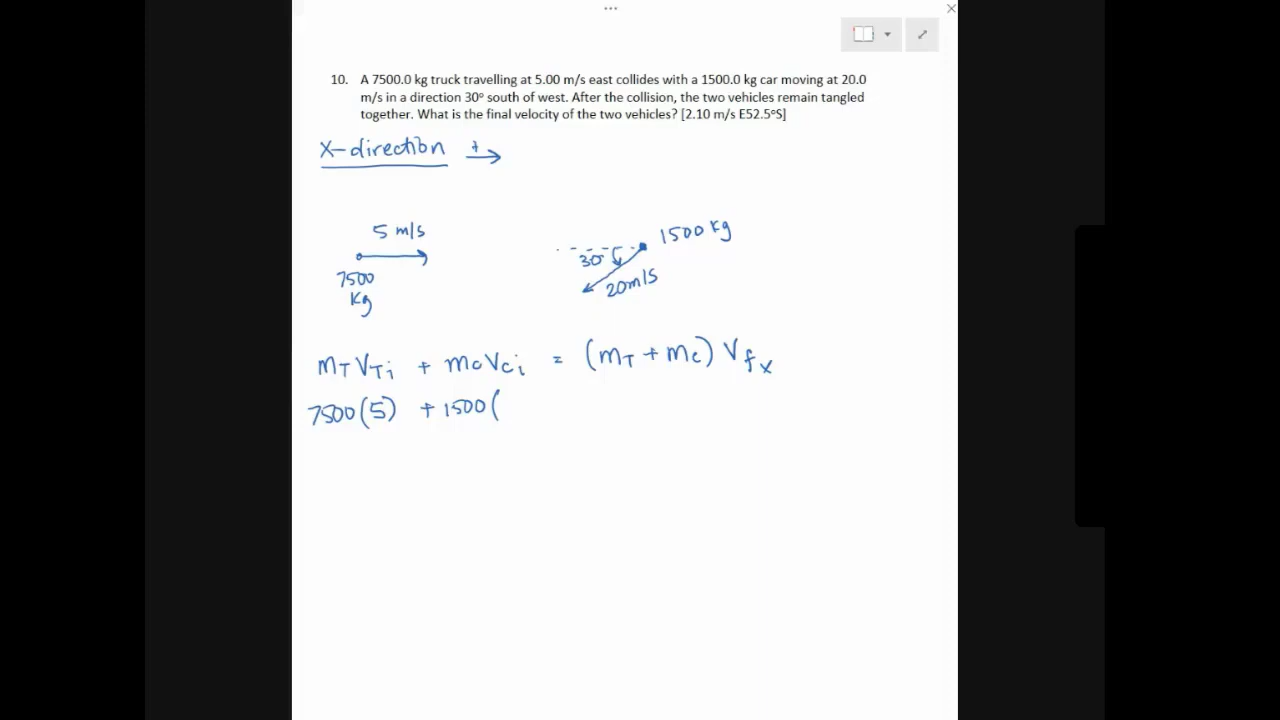 10. A 7500.0 kg truck travelling at 5.00 m/s east collides with a 1500.0 kg car moving at 20.0
m/s in a direction 30º south of west. After the collision, the two vehicles remain tangled
together. What is the final velocity of the two vehicles? [2.10 m/s E52.5ºS]
X-direction +→
5 m/s
7500
Kg
1500 Kg
30°
20m/s
mTVTi + mCVCi = (mT + mC) Vfx
7500(5) + 1500(